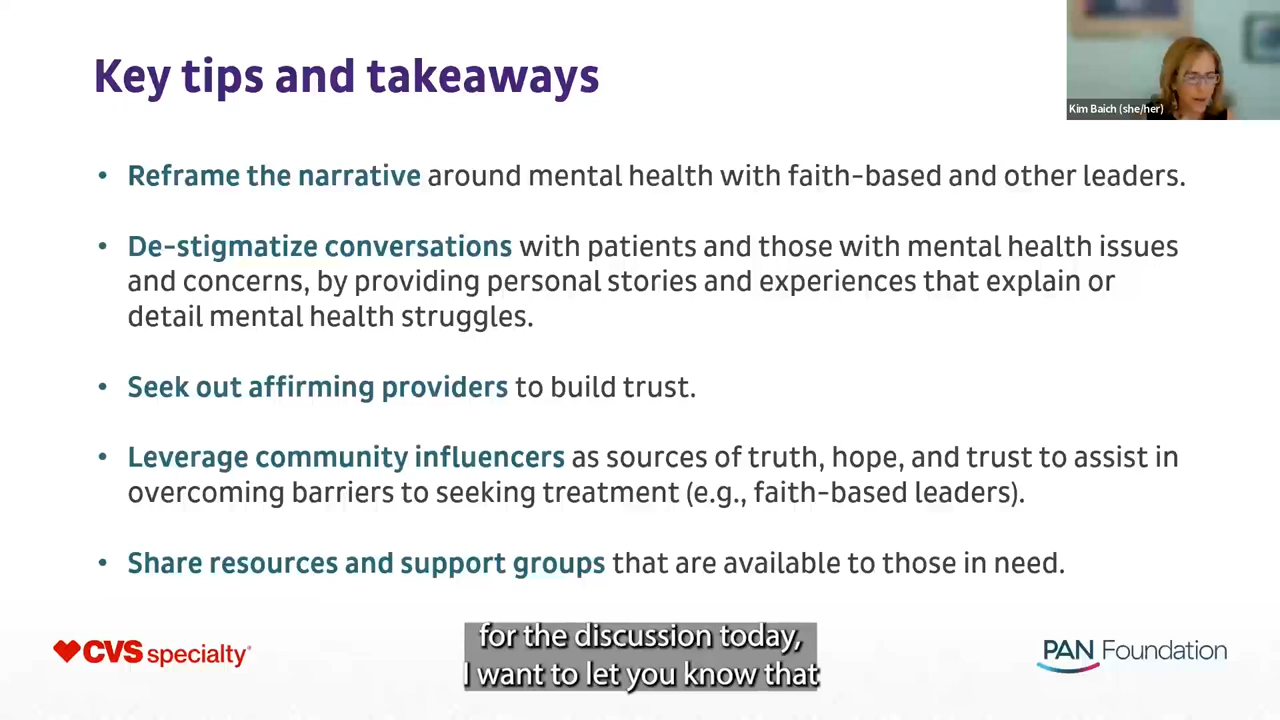 Key tips and takeaways
Kim Baich (she/her)
• Reframe the narrative around mental health with faith-based and other leaders.
• De-stigmatize conversations with patients and those with mental health issues
and concerns, by providing personal stories and experiences that explain or
detail mental health struggles.
• Seek out affirming providers to build trust.
• Leverage community influencers as sources of truth, hope, and trust to assist in
overcoming barriers to seeking treatment (e.g., faith-based leaders).
• Share resources and support groups that are available to those in need.
for the discussion today,
I want to let you know that
CVS specialty®
PAN Foundation